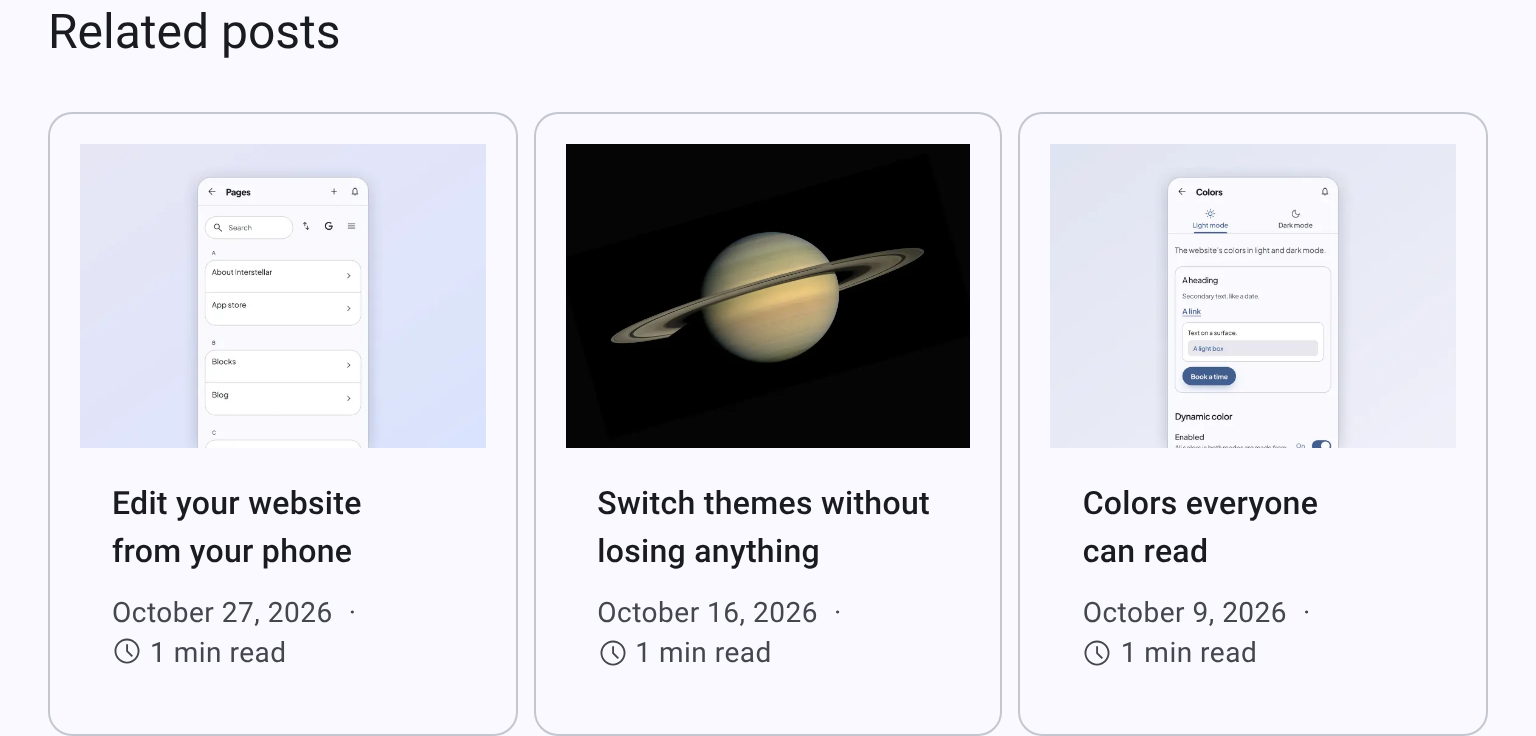 Related posts
Pages
Search
A
About Interstellar
App store
B
Blocks
Blog
C
Edit your website
from your phone
October 27, 2026 ·
1 min read
Switch themes without
losing anything
October 16, 2026 ·
1 min read
Colors
Light mode
Dark mode
The website's colors in light and dark mode.
A heading
Secondary text, like a date.
A link
Text on a surface.
A light box
Book a time
Dynamic color
Enabled
On
Colors everyone
can read
October 9, 2026 ·
1 min read